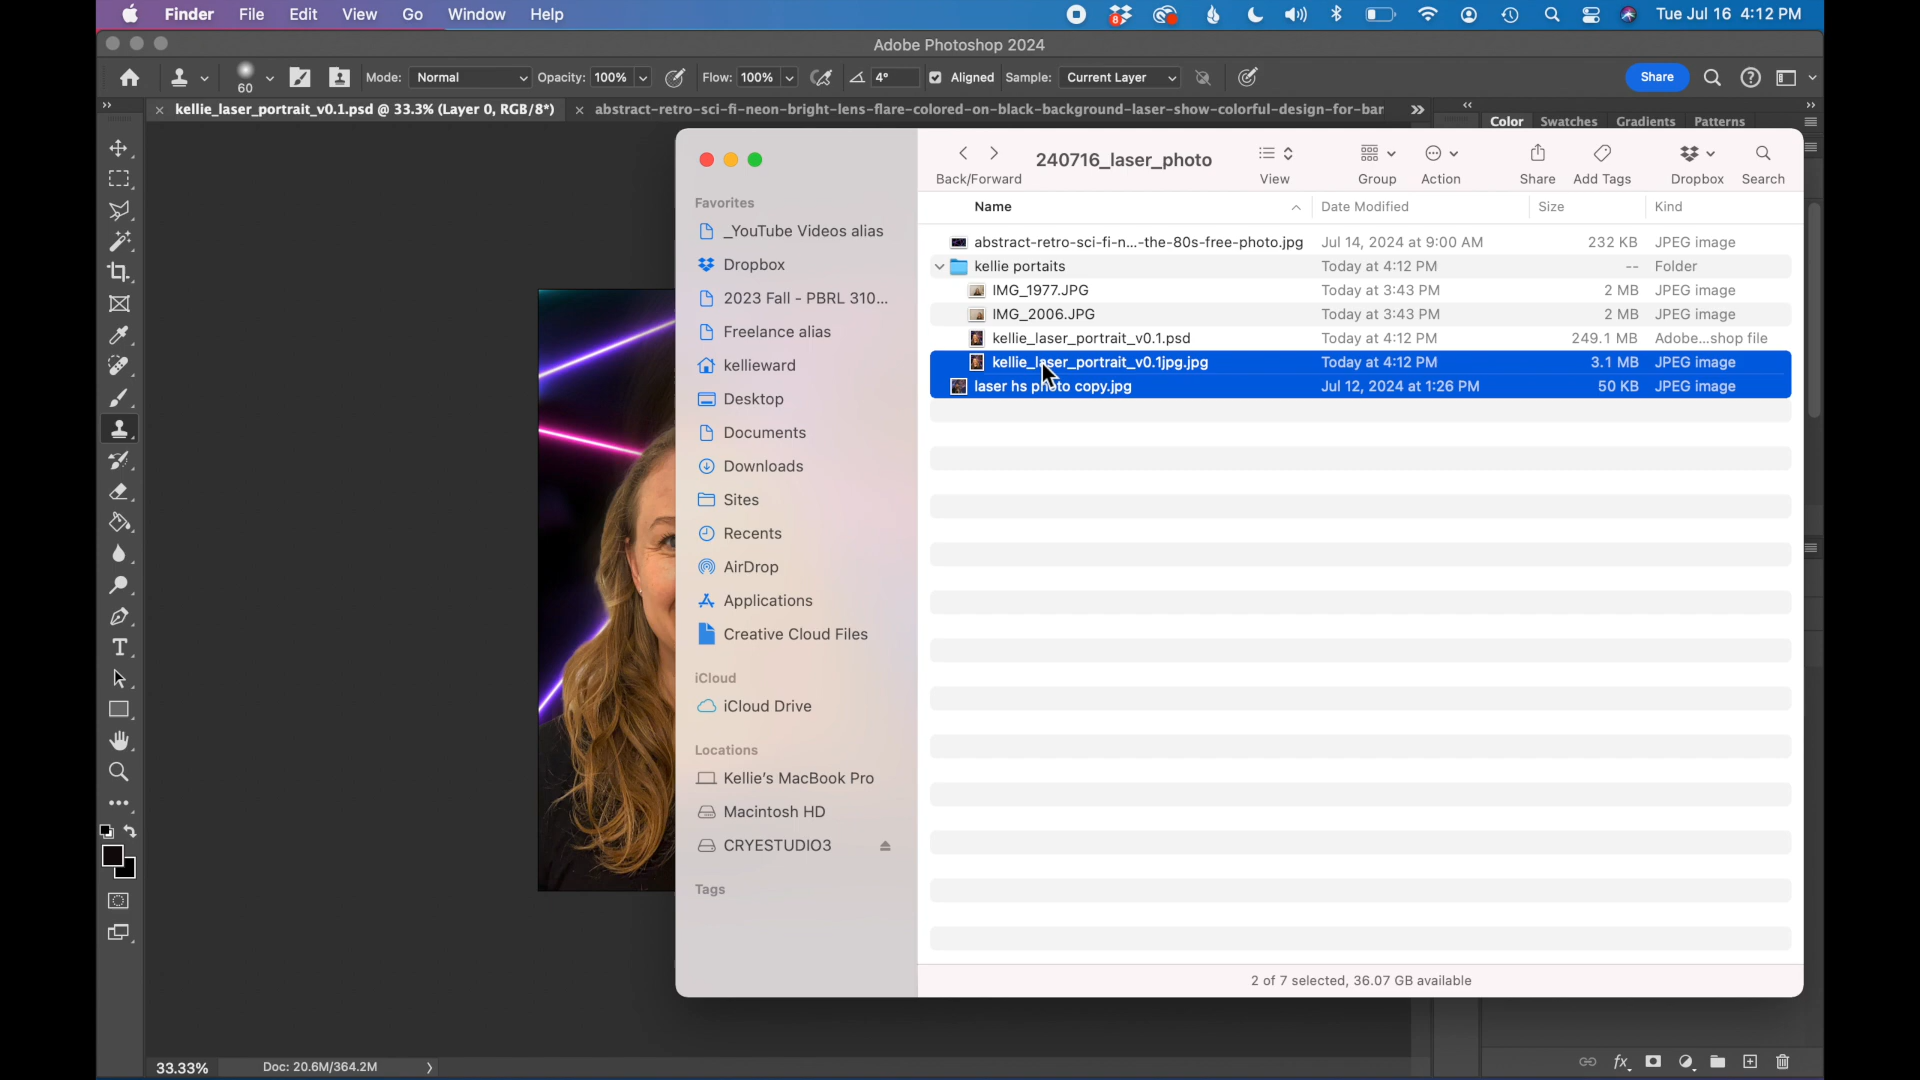 Finder File Edit View Go Window Help 8 Tue Jul 16 4:12 PM
Adobe Photoshop 2024
60 Mode: Normal Opacity: 100% Flow: 100% 4° Aligned Sample: Current Layer Share
kellie_laser_portrait_v0.1.psd @ 33.3% (Layer 0, RGB/8*) abstract-retro-sci-fi-neon-bright-lens-flare-colored-on-black-background-laser-show-colorful-design-for-bar
Color Swatches Gradients Patterns
240716_laser_photo
Back/Forward View Group Action Share Add Tags Dropbox Search
Name Date Modified Size Kind
abstract-retro-sci-fi-n...-the-80s-free-photo.jpg Jul 14, 2024 at 9:00 AM 232 KB JPEG image
kellie portaits Today at 4:12 PM -- Folder
IMG_1977.JPG Today at 3:43 PM 2 MB JPEG image
IMG_2006.JPG Today at 3:43 PM 2 MB JPEG image
kellie_laser_portrait_v0.1.psd Today at 4:12 PM 249.1 MB Adobe...shop file
kellie_laser_portrait_v0.1jpg.jpg Today at 4:12 PM 3.1 MB JPEG image
laser hs photo copy.jpg Jul 12, 2024 at 1:26 PM 50 KB JPEG image
Favorites
_YouTube Videos alias
Dropbox
2023 Fall - PBRL 310...
Freelance alias
kellieward
Desktop
Documents
Downloads
Sites
Recents
AirDrop
Applications
Creative Cloud Files
iCloud
iCloud Drive
Locations
Kellie's MacBook Pro
Macintosh HD
CRYESTUDIO3
Tags
2 of 7 selected, 36.07 GB available
33.33% Doc: 20.6M/364.2M